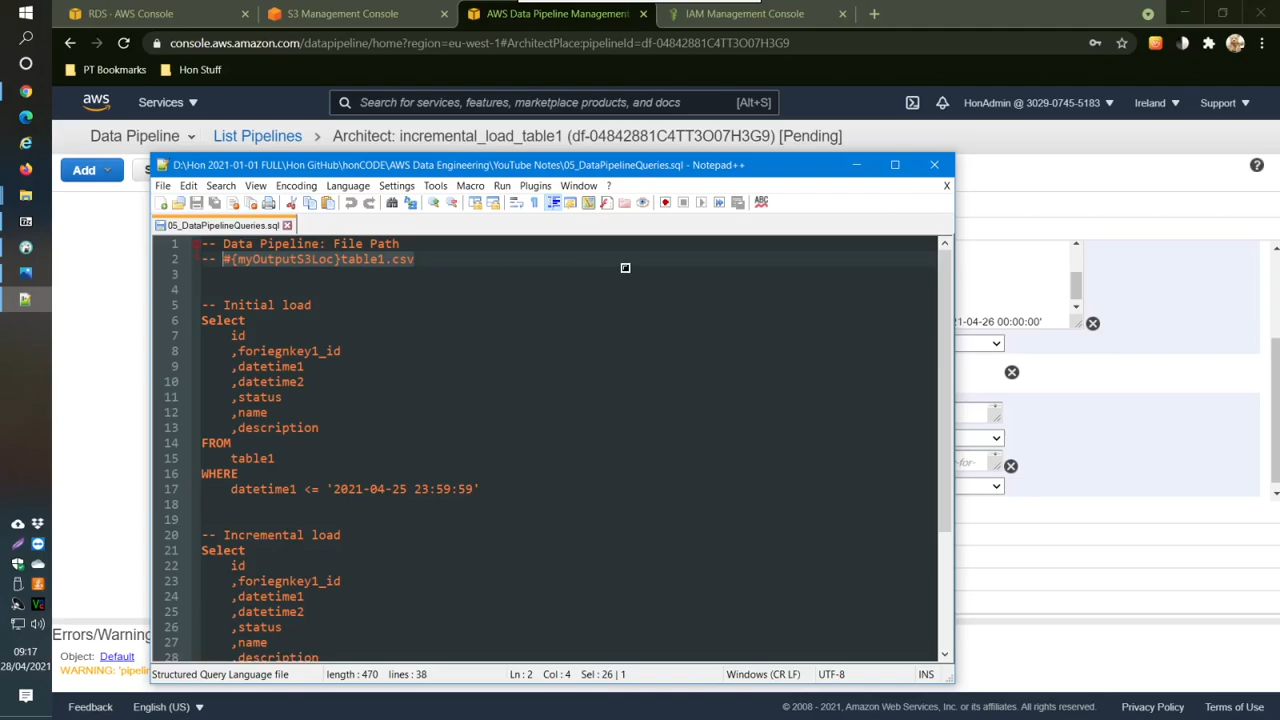 RDS · AWS Console
S3 Management Console
AWS Data Pipeline Management
IAM Management Console
console.aws.amazon.com/datapipeline/home?region=eu-west-1#ArchitectPlace:pipelineId=df-04842881C4TT3O07H3G9
PT Bookmarks
Hon Stuff
aws
Services
Search for services, features, marketplace products, and docs
[Alt+S]
HonAdmin @ 3029-0745-5183
Ireland
Support
Data Pipeline
List Pipelines
Architect: incremental_load_table1 (df-04842881C4TT3O07H3G9) [Pending]
Add
D:\Hon 2021-01-01 FULL\Hon GitHub\honCODE\AWS Data Engineering\YouTube Notes\05_DataPipelineQueries.sql - Notepad++
File Edit Search View Encoding Language Settings Tools Macro Run Plugins Window ?
X
05_DataPipelineQueries.sql
1 -- Data Pipeline: File Path
2 -- #{myOutputS3Loc}table1.csv
3
4
5 -- Initial load
6 Select
7 id
8 ,foriegnkey1_id
9 ,datetime1
10 ,datetime2
11 ,status
12 ,name
13 ,description
14 FROM
15 table1
16 WHERE
17 datetime1 <= '2021-04-25 23:59:59'
18
19
20 -- Incremental load
21 Select
22 id
23 ,foriegnkey1_id
24 ,datetime1
25 ,datetime2
26 ,status
27 ,name
28 ,description
21-04-26 00:00:00'
-for-
Structured Query Language file
length : 470 lines : 38
Ln : 2 Col : 4 Sel : 26 | 1
Windows (CR LF)
UTF-8
INS
Errors/Warning
Object: Default
WARNING: 'pipelin
09:17
28/04/2021
Feedback
English (US)
© 2008 - 2021, Amazon Web Services, Inc. or its affiliates. All rights reserved.
Privacy Policy
Terms of Use